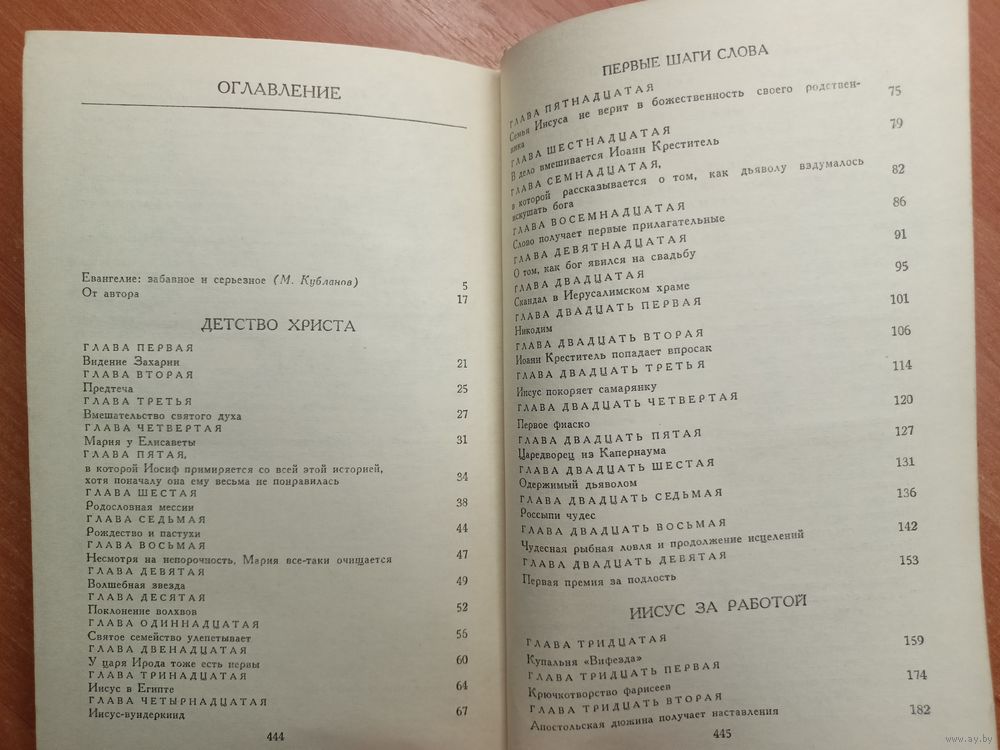 ОГЛАВЛЕНИЕ
Евангелие: забавное и серьезное (М. Кубланов) 5
От автора 17
ДЕТСТВО ХРИСТА
ГЛАВА ПЕРВАЯ
Видение Захарии 21
ГЛАВА ВТОРАЯ
Предтеча 25
ГЛАВА ТРЕТЬЯ
Вмешательство святого духа 27
ГЛАВА ЧЕТВЕРТАЯ
Мария у Елисаветы 31
ГЛАВА ПЯТАЯ,
в которой Иосиф примиряется со всей этой историей,
хотя поначалу она ему весьма не понравилась 34
ГЛАВА ШЕСТАЯ
Родословная мессии 38
ГЛАВА СЕДЬМАЯ
Рождество и пастухи 44
ГЛАВА ВОСЬМАЯ
Несмотря на непорочность, Мария все-таки очищается 47
ГЛАВА ДЕВЯТАЯ
Волшебная звезда 49
ГЛАВА ДЕСЯТАЯ
Поклонение волхвов 52
ГЛАВА ОДИННАДЦАТАЯ
Святое семейство улепетывает 55
ГЛАВА ДВЕНАДЦАТАЯ
У царя Ирода тоже есть нервы 60
ГЛАВА ТРИНАДЦАТАЯ
Иисус в Египте 64
ГЛАВА ЧЕТЫРНАДЦАТАЯ
Иисус-вундеркинд 67
444
ПЕРВЫЕ ШАГИ СЛОВА
ГЛАВА ПЯТНАДЦАТАЯ
Семья Иисуса не верит в божественность своего родствен-
ника 75
ГЛАВА ШЕСТНАДЦАТАЯ
В дело вмешивается Иоанн Креститель 79
ГЛАВА СЕМНАДЦАТАЯ,
в которой рассказывается о том, как дьяволу вздумалось
искушать бога 82
ГЛАВА ВОСЕМНАДЦАТАЯ
Слово получает первые прилагательные 86
ГЛАВА ДЕВЯТНАДЦАТАЯ
О том, как бог явился на свадьбу 91
ГЛАВА ДВАДЦАТАЯ
Скандал в Иерусалимском храме 95
ГЛАВА ДВАДЦАТЬ ПЕРВАЯ
Никодим 101
ГЛАВА ДВАДЦАТЬ ВТОРАЯ
Иоанн Креститель попадает впросак 106
ГЛАВА ДВАДЦАТЬ ТРЕТЬЯ
Иисус покоряет самарянку 114
ГЛАВА ДВАДЦАТЬ ЧЕТВЕРТАЯ
Первое фиаско 120
ГЛАВА ДВАДЦАТЬ ПЯТАЯ
Царедворец из Капернаума 127
ГЛАВА ДВАДЦАТЬ ШЕСТАЯ
Одержимый дьяволом 131
ГЛАВА ДВАДЦАТЬ СЕДЬМАЯ
Россыпи чудес 136
ГЛАВА ДВАДЦАТЬ ВОСЬМАЯ
Чудесная рыбная ловля и продолжение исцелений 142
ГЛАВА ДВАДЦАТЬ ДЕВЯТАЯ
Первая премия за подлость 153
ИИСУС ЗА РАБОТОЙ
ГЛАВА ТРИДЦАТАЯ
Купальня «Вифезда» 159
ГЛАВА ТРИДЦАТЬ ПЕРВАЯ
Крючкотворство фарисеев 174
ГЛАВА ТРИДЦАТЬ ВТОРАЯ
Апостольская дюжина получает наставления 182
445
www.ay.by